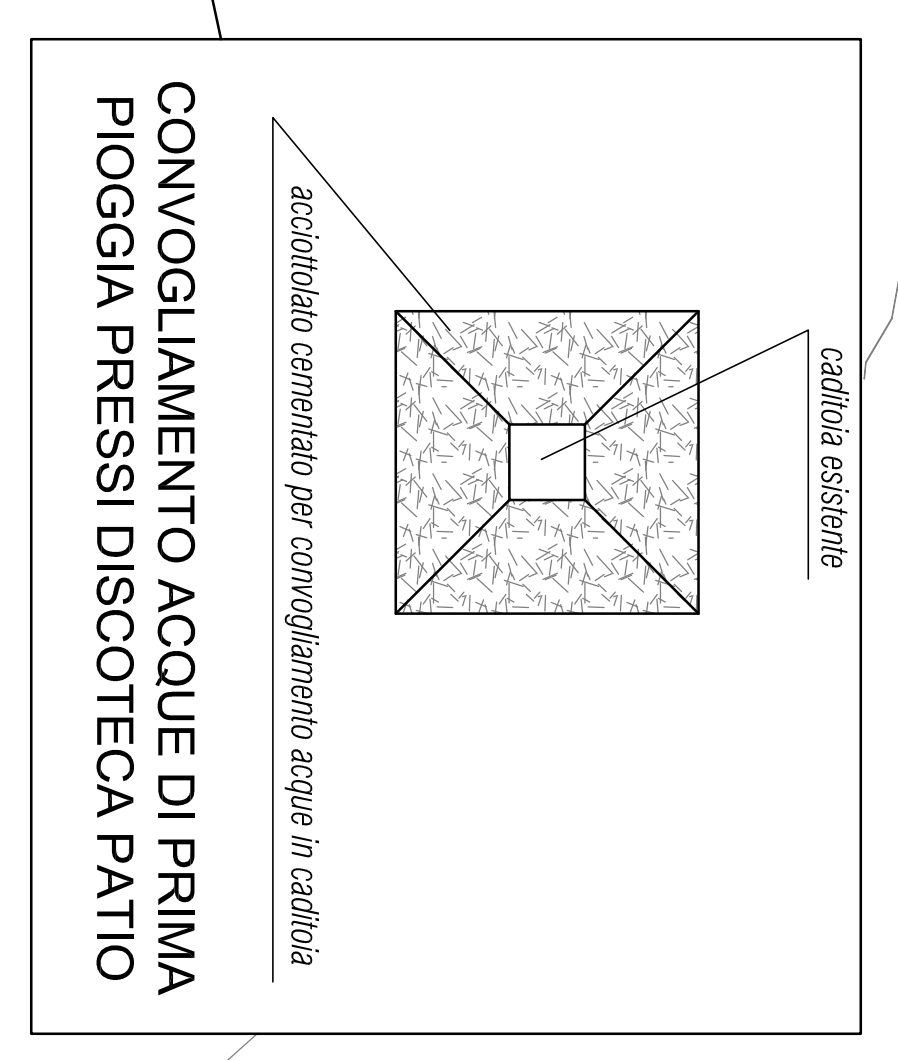 caditoia esistente
acciottolato cementato per convogliamento acque in caditoia
CONVOGLIAMENTO ACQUE DI PRIMA
PIOGGIA PRESSI DISCOTECA PATIO